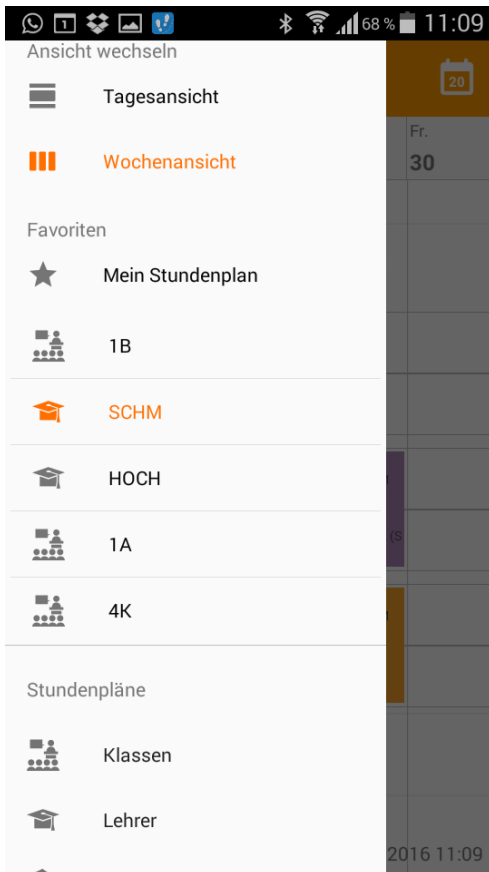 1 68 % 11:09
Ansicht wechseln
20
Tagesansicht
Fr.
30
Wochenansicht
Favoriten
Mein Stundenplan
1B
SCHM
HOCH
(S
1A
4K
Stundenpläne
Klassen
Lehrer
2016 11:09